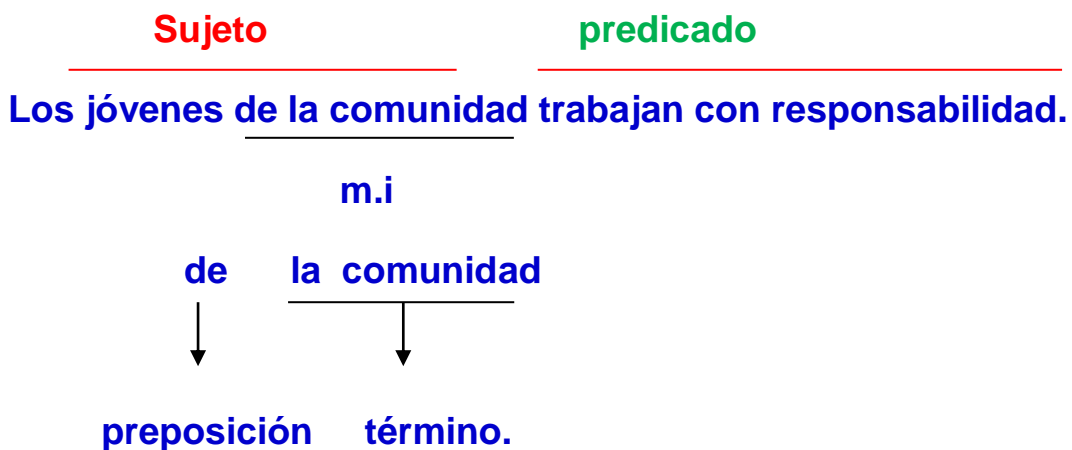 Sujeto predicado
Los jóvenes de la comunidad trabajan con responsabilidad.
m.i
de la comunidad
preposición término.